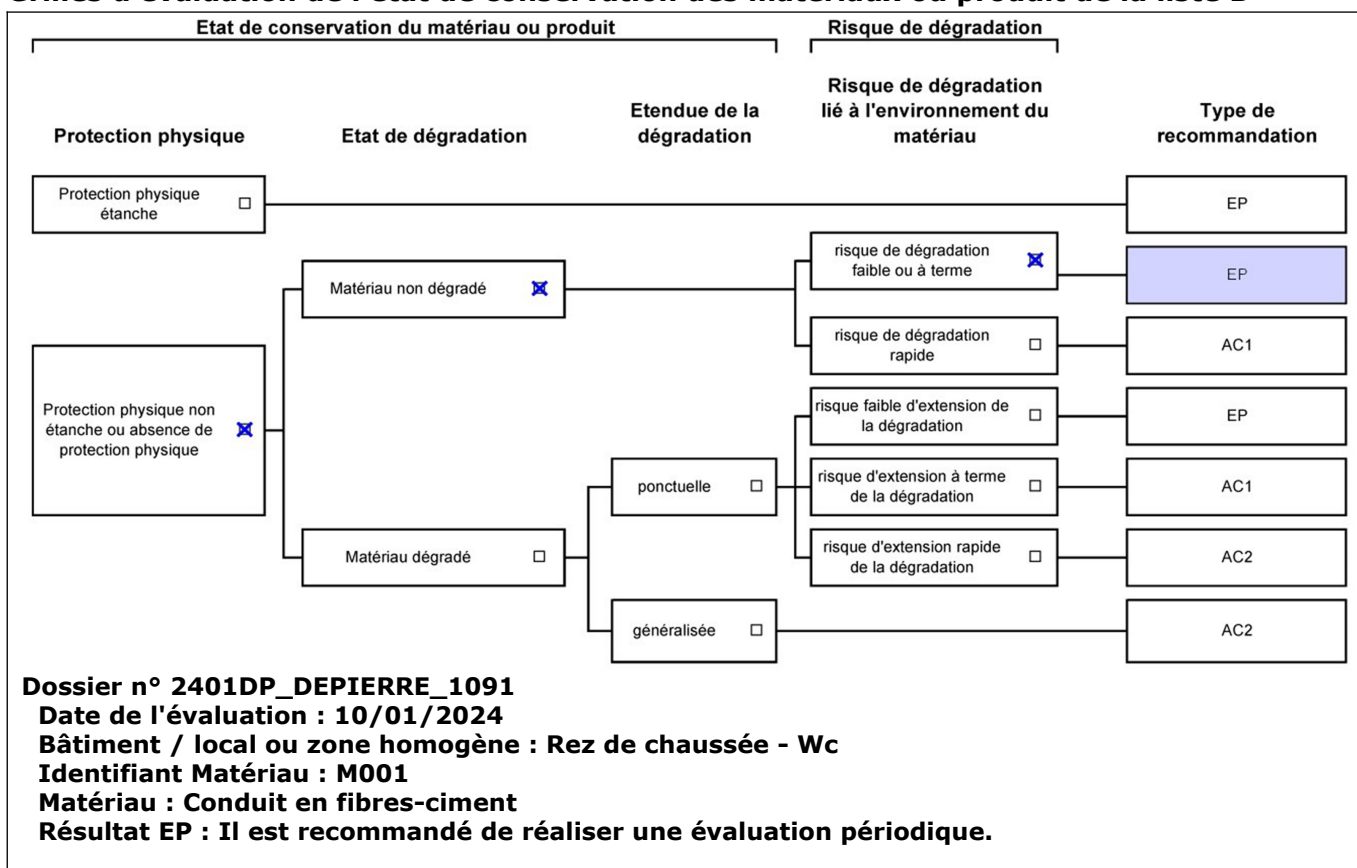 Etat de conservation du matériau ou produit
Risque de dégradation
Protection physique
Etat de dégradation
Etendue de la
dégradation
Risque de dégradation
lié à l'environnement du
matériau
Type de
recommandation
Protection physique
étanche
EP
risque de dégradation
faible ou à terme
EP
Matériau non dégradé
risque de dégradation
rapide
AC1
Protection physique non
étanche ou absence de
protection physique
risque faible d'extension de
la dégradation
EP
ponctuelle
risque d'extension à terme
de la dégradation
AC1
Matériau dégradé
risque d'extension rapide
de la dégradation
AC2
généralisée
AC2
Dossier n° 2401DP_DEPIERRE_1091
Date de l'évaluation : 10/01/2024
Bâtiment / local ou zone homogène : Rez de chaussée - Wc
Identifiant Matériau : M001
Matériau : Conduit en fibres-ciment
Résultat EP : Il est recommandé de réaliser une évaluation périodique.